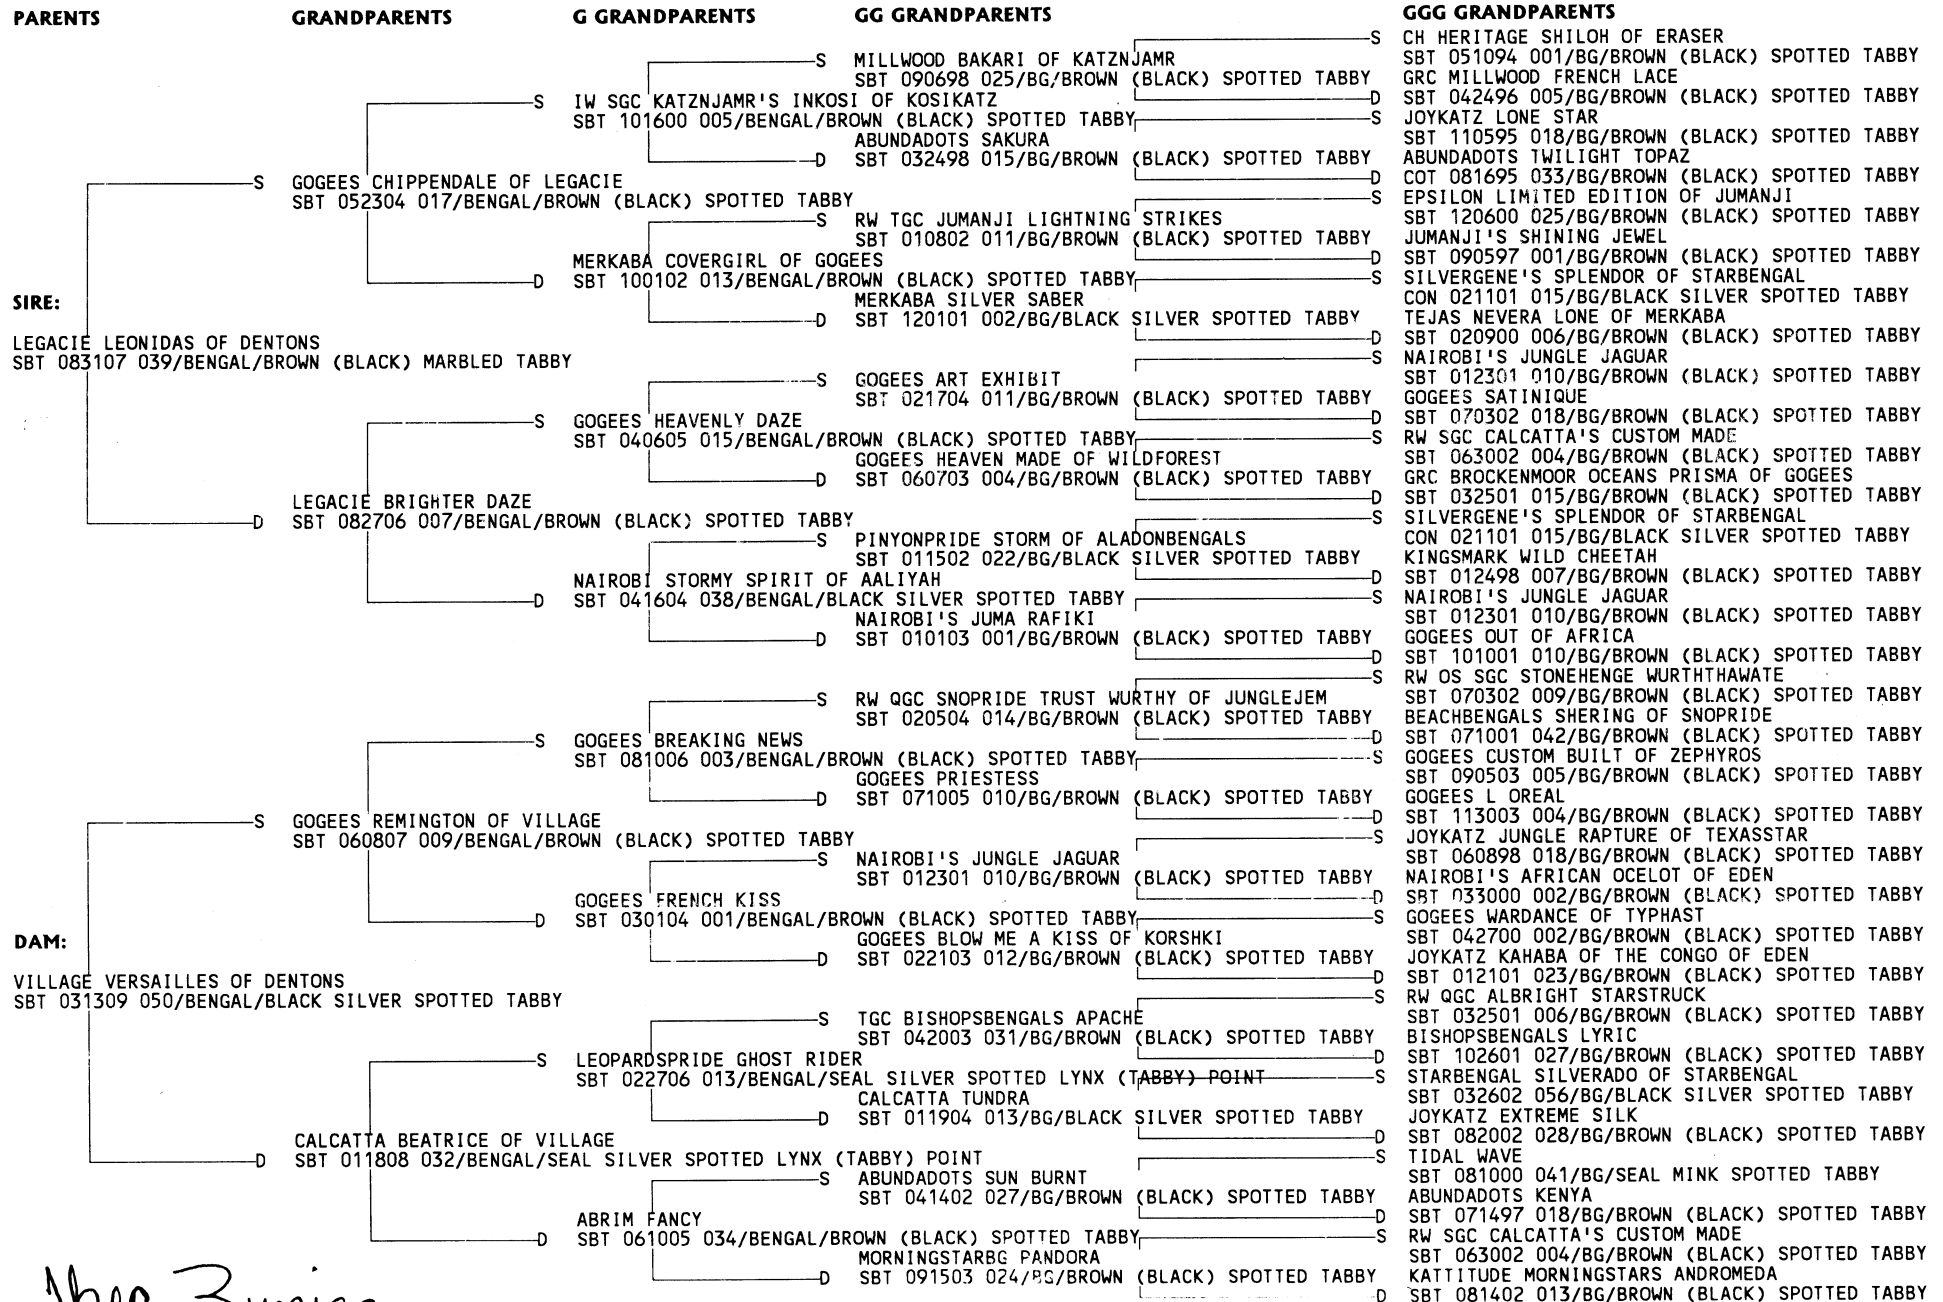 PARENTS
GRANDPARENTS
G GRANDPARENTS
GG GRANDPARENTS
GGG GRANDPARENTS
SIRE:
LEGACIE LEONIDAS OF DENTONS
SBT 083107 039/BENGAL/BROWN (BLACK) MARBLED TABBY
DAM:
VILLAGE VERSAILLES OF DENTONS
SBT 031309 050/BENGAL/BLACK SILVER SPOTTED TABBY
S GOGEES CHIPPENDALE OF LEGACIE
SBT 052304 017/BENGAL/BROWN (BLACK) SPOTTED TABBY
D LEGACIE BRIGHTER DAZE
SBT 082706 007/BENGAL/BROWN (BLACK) SPOTTED TABBY
S GOGEES REMINGTON OF VILLAGE
SBT 060807 009/BENGAL/BROWN (BLACK) SPOTTED TABBY
D CALCATTA BEATRICE OF VILLAGE
SBT 011808 032/BENGAL/SEAL SILVER SPOTTED LYNX (TABBY) POINT
S IW SGC KATZNJAMR'S INKOSI OF KOSIKATZ
SBT 101600 005/BENGAL/BROWN (BLACK) SPOTTED TABBY
D MERKABA COVERGIRL OF GOGEES
SBT 100102 013/BENGAL/BROWN (BLACK) SPOTTED TABBY
S GOGEES HEAVENLY DAZE
SBT 040605 015/BENGAL/BROWN (BLACK) SPOTTED TABBY
D NAIROBI STORMY SPIRIT OF AALIYAH
SBT 041604 038/BENGAL/BLACK SILVER SPOTTED TABBY
S GOGEES BREAKING NEWS
SBT 081006 003/BENGAL/BROWN (BLACK) SPOTTED TABBY
D GOGEES FRENCH KISS
SBT 030104 001/BENGAL/BROWN (BLACK) SPOTTED TABBY
S LEOPARDSPRIDE GHOST RIDER
SBT 022706 013/BENGAL/SEAL SILVER SPOTTED LYNX (TABBY) POINT
D ABRIM FANCY
SBT 061005 034/BENGAL/BROWN (BLACK) SPOTTED TABBY
S MILLWOOD BAKARI OF KATZNJAMR
SBT 090698 025/BG/BROWN (BLACK) SPOTTED TABBY
ABUNDADOTS SAKURA
D SBT 032498 015/BG/BROWN (BLACK) SPOTTED TABBY
S RW TGC JUMANJI LIGHTNING STRIKES
SBT 010802 011/BG/BROWN (BLACK) SPOTTED TABBY
MERKABA SILVER SABER
D SBT 120101 002/BG/BLACK SILVER SPOTTED TABBY
S GOGEES ART EXHIBIT
SBT 021704 011/BG/BROWN (BLACK) SPOTTED TABBY
GOGEES HEAVEN MADE OF WILDFOREST
D SBT 060703 004/BG/BROWN (BLACK) SPOTTED TABBY
S PINYONPRIDE STORM OF ALADONBENGALS
SBT 011502 022/BG/BLACK SILVER SPOTTED TABBY
NAIROBI'S JUMA RAFIKI
D SBT 010103 001/BG/BROWN (BLACK) SPOTTED TABBY
S RW QGC SNOPRIDE TRUST WURTHY OF JUNGLEJEM
SBT 020504 014/BG/BROWN (BLACK) SPOTTED TABBY
GOGEES PRIESTESS
D SBT 071005 010/BG/BROWN (BLACK) SPOTTED TABBY
S NAIROBI'S JUNGLE JAGUAR
SBT 012301 010/BG/BROWN (BLACK) SPOTTED TABBY
GOGEES BLOW ME A KISS OF KORSHKI
D SBT 022103 012/BG/BROWN (BLACK) SPOTTED TABBY
S TGC BISHOPSBENGALS APACHE
SBT 042003 031/BG/BROWN (BLACK) SPOTTED TABBY
CALCATTA TUNDRA
D SBT 011904 013/BG/BLACK SILVER SPOTTED TABBY
S ABUNDADOTS SUN BURNT
SBT 041402 027/BG/BROWN (BLACK) SPOTTED TABBY
MORNINGSTARBG PANDORA
D SBT 091503 024/BG/BROWN (BLACK) SPOTTED TABBY
S CH HERITAGE SHILOH OF ERASER
SBT 051094 001/BG/BROWN (BLACK) SPOTTED TABBY
GRC MILLWOOD FRENCH LACE
D SBT 042496 005/BG/BROWN (BLACK) SPOTTED TABBY
S JOYKATZ LONE STAR
SBT 110595 018/BG/BROWN (BLACK) SPOTTED TABBY
ABUNDADOTS TWILIGHT TOPAZ
D COT 081695 033/BG/BROWN (BLACK) SPOTTED TABBY
S EPSILON LIMITED EDITION OF JUMANJI
SBT 120600 025/BG/BROWN (BLACK) SPOTTED TABBY
JUMANJI'S SHINING JEWEL
D SBT 090597 001/BG/BROWN (BLACK) SPOTTED TABBY
S SILVERGENE'S SPLENDOR OF STARBENGAL
CON 021101 015/BG/BLACK SILVER SPOTTED TABBY
TEJAS NEVERA LONE OF MERKABA
D SBT 020900 006/BG/BROWN (BLACK) SPOTTED TABBY
S NAIROBI'S JUNGLE JAGUAR
SBT 012301 010/BG/BROWN (BLACK) SPOTTED TABBY
GOGEES SATINIQUE
D SBT 070302 018/BG/BROWN (BLACK) SPOTTED TABBY
S RW SGC CALCATTA'S CUSTOM MADE
SBT 063002 004/BG/BROWN (BLACK) SPOTTED TABBY
GRC BROCKENMOOR OCEANS PRISMA OF GOGEES
D SBT 032501 015/BG/BROWN (BLACK) SPOTTED TABBY
S SILVERGENE'S SPLENDOR OF STARBENGAL
CON 021101 015/BG/BLACK SILVER SPOTTED TABBY
KINGSMARK WILD CHEETAH
D SBT 012498 007/BG/BROWN (BLACK) SPOTTED TABBY
S NAIROBI'S JUNGLE JAGUAR
SBT 012301 010/BG/BROWN (BLACK) SPOTTED TABBY
GOGEES OUT OF AFRICA
D SBT 101001 010/BG/BROWN (BLACK) SPOTTED TABBY
S RW OS SGC STONEHENGE WURTHTHAWATE
SBT 070302 009/BG/BROWN (BLACK) SPOTTED TABBY
BEACHBENGALS SHERING OF SNOPRIDE
D SBT 071001 042/BG/BROWN (BLACK) SPOTTED TABBY
S GOGEES CUSTOM BUILT OF ZEPHYROS
SBT 090503 005/BG/BROWN (BLACK) SPOTTED TABBY
GOGEES L OREAL
D SBT 113003 004/BG/BROWN (BLACK) SPOTTED TABBY
S JOYKATZ JUNGLE RAPTURE OF TEXASSTAR
SBT 060898 018/BG/BROWN (BLACK) SPOTTED TABBY
NAIROBI'S AFRICAN OCELOT OF EDEN
D SBT 033000 002/BG/BROWN (BLACK) SPOTTED TABBY
S GOGEES WARDANCE OF TYPHAST
SBT 042700 002/BG/BROWN (BLACK) SPOTTED TABBY
JOYKATZ KAHABA OF THE CONGO OF EDEN
D SBT 012101 023/BG/BROWN (BLACK) SPOTTED TABBY
S RW QGC ALBRIGHT STARSTRUCK
SBT 032501 006/BG/BROWN (BLACK) SPOTTED TABBY
BISHOPSBENGALS LYRIC
D SBT 102601 027/BG/BROWN (BLACK) SPOTTED TABBY
S STARBENGAL SILVERADO OF STARBENGAL
SBT 032602 056/BG/BLACK SILVER SPOTTED TABBY
JOYKATZ EXTREME SILK
D SBT 082002 028/BG/BROWN (BLACK) SPOTTED TABBY
S TIDAL WAVE
SBT 081000 041/BG/SEAL MINK SPOTTED TABBY
ABUNDADOTS KENYA
D SBT 071497 018/BG/BROWN (BLACK) SPOTTED TABBY
S RW SGC CALCATTA'S CUSTOM MADE
SBT 063002 004/BG/BROWN (BLACK) SPOTTED TABBY
KATTITUDE MORNINGSTARS ANDROMEDA
D SBT 081402 013/BG/BROWN (BLACK) SPOTTED TABBY